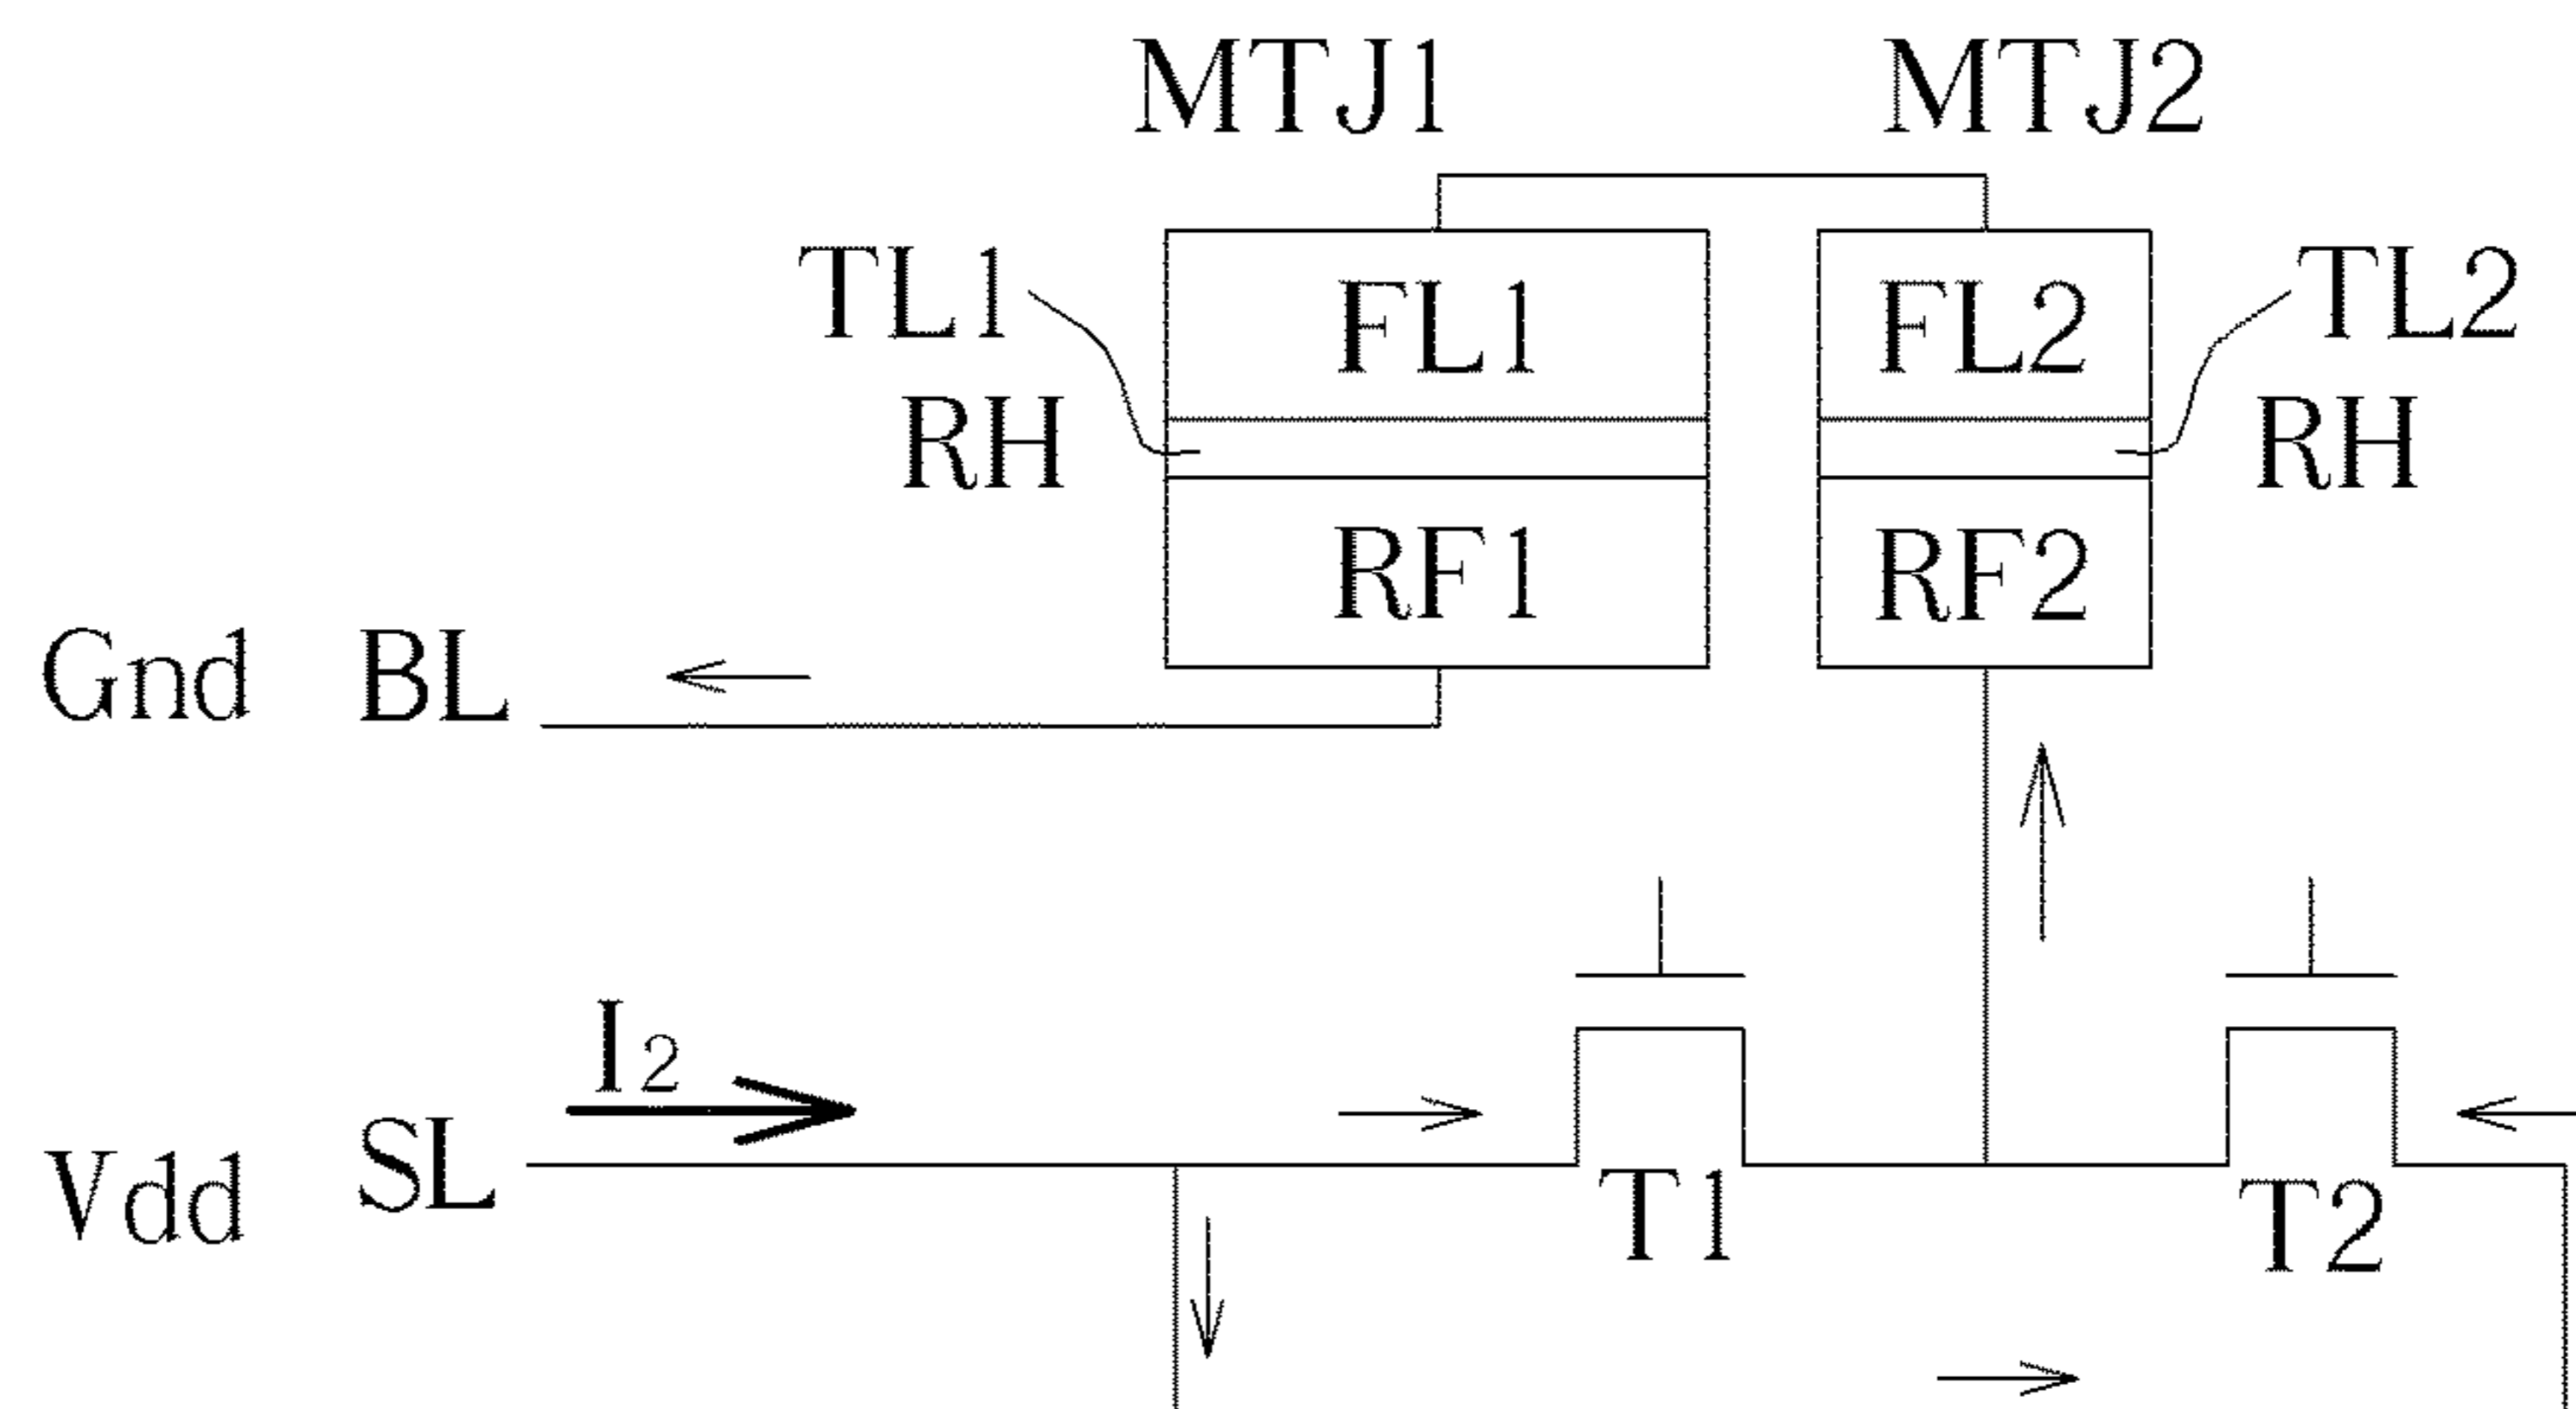 MTJ1 MTJ2
TL1 FL1 FL2 TL2
RH RH
RF1 RF2
Gnd BL
I2
Vdd SL
T1 T2